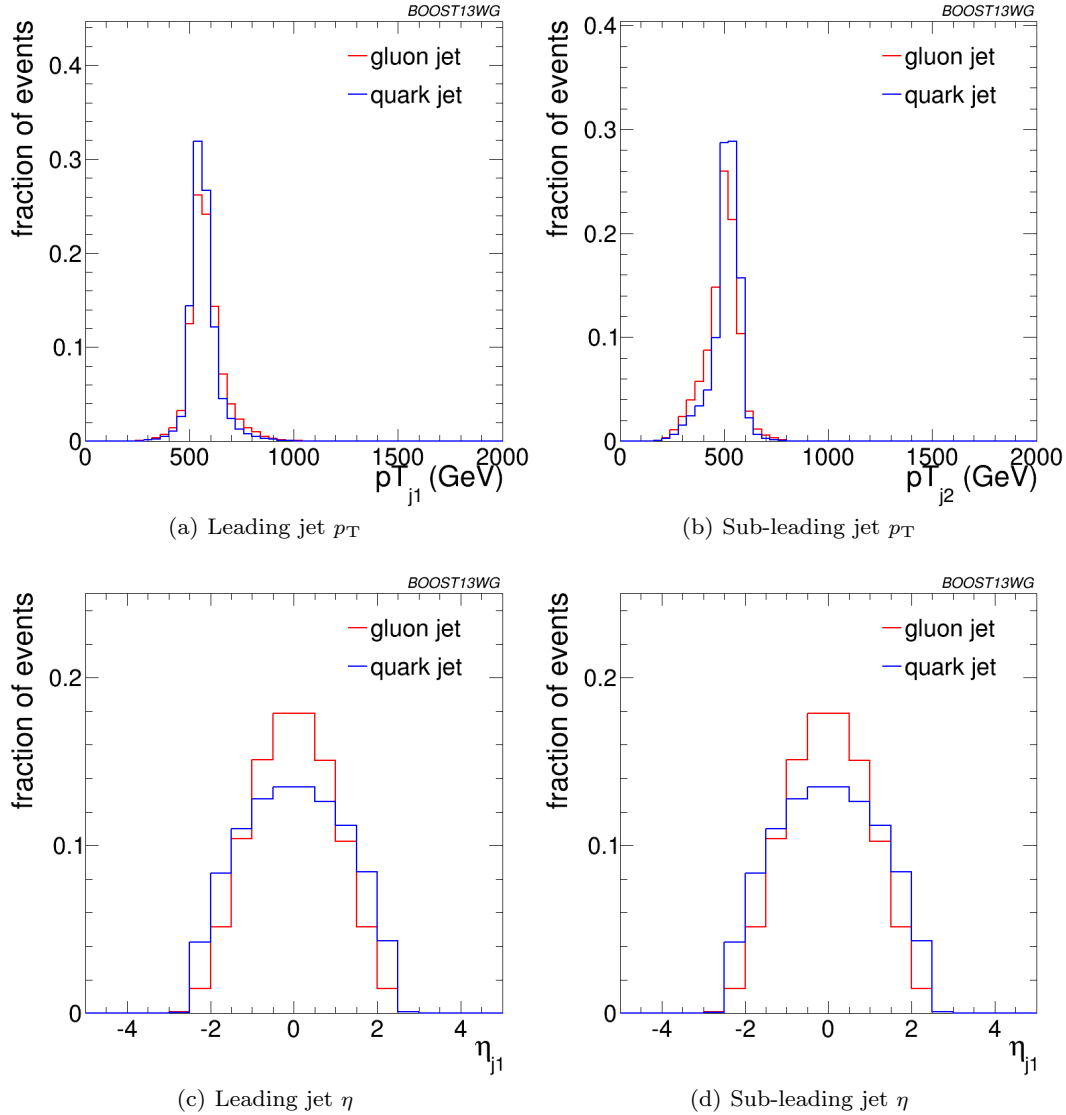 BOOST13WG
fraction of events
gluon jet
quark jet
0.4
0.3
0.2
0.1
0
0 500 1000 1500 2000
pT_j1 (GeV)
(a) Leading jet p_T
BOOST13WG
fraction of events
gluon jet
quark jet
0.4
0.3
0.2
0.1
0
0 500 1000 1500 2000
pT_j2 (GeV)
(b) Sub-leading jet p_T
BOOST13WG
fraction of events
gluon jet
quark jet
0.2
0.1
0
-4 -2 0 2 4
η_j1
(c) Leading jet η
BOOST13WG
fraction of events
gluon jet
quark jet
0.2
0.1
0
-4 -2 0 2 4
η_j1
(d) Sub-leading jet η